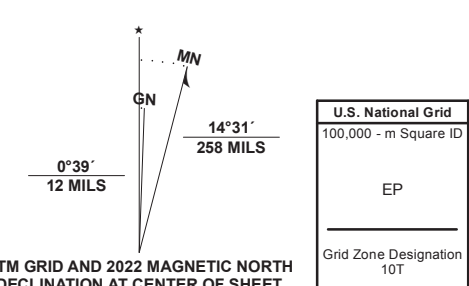 ★
MN
GN
14°31´
258 MILS
0°39´
12 MILS
TM GRID AND 2022 MAGNETIC NORTH
DECLINATION AT CENTER OF SHEET
U.S. National Grid
100,000 - m Square ID
EP
Grid Zone Designation
10T